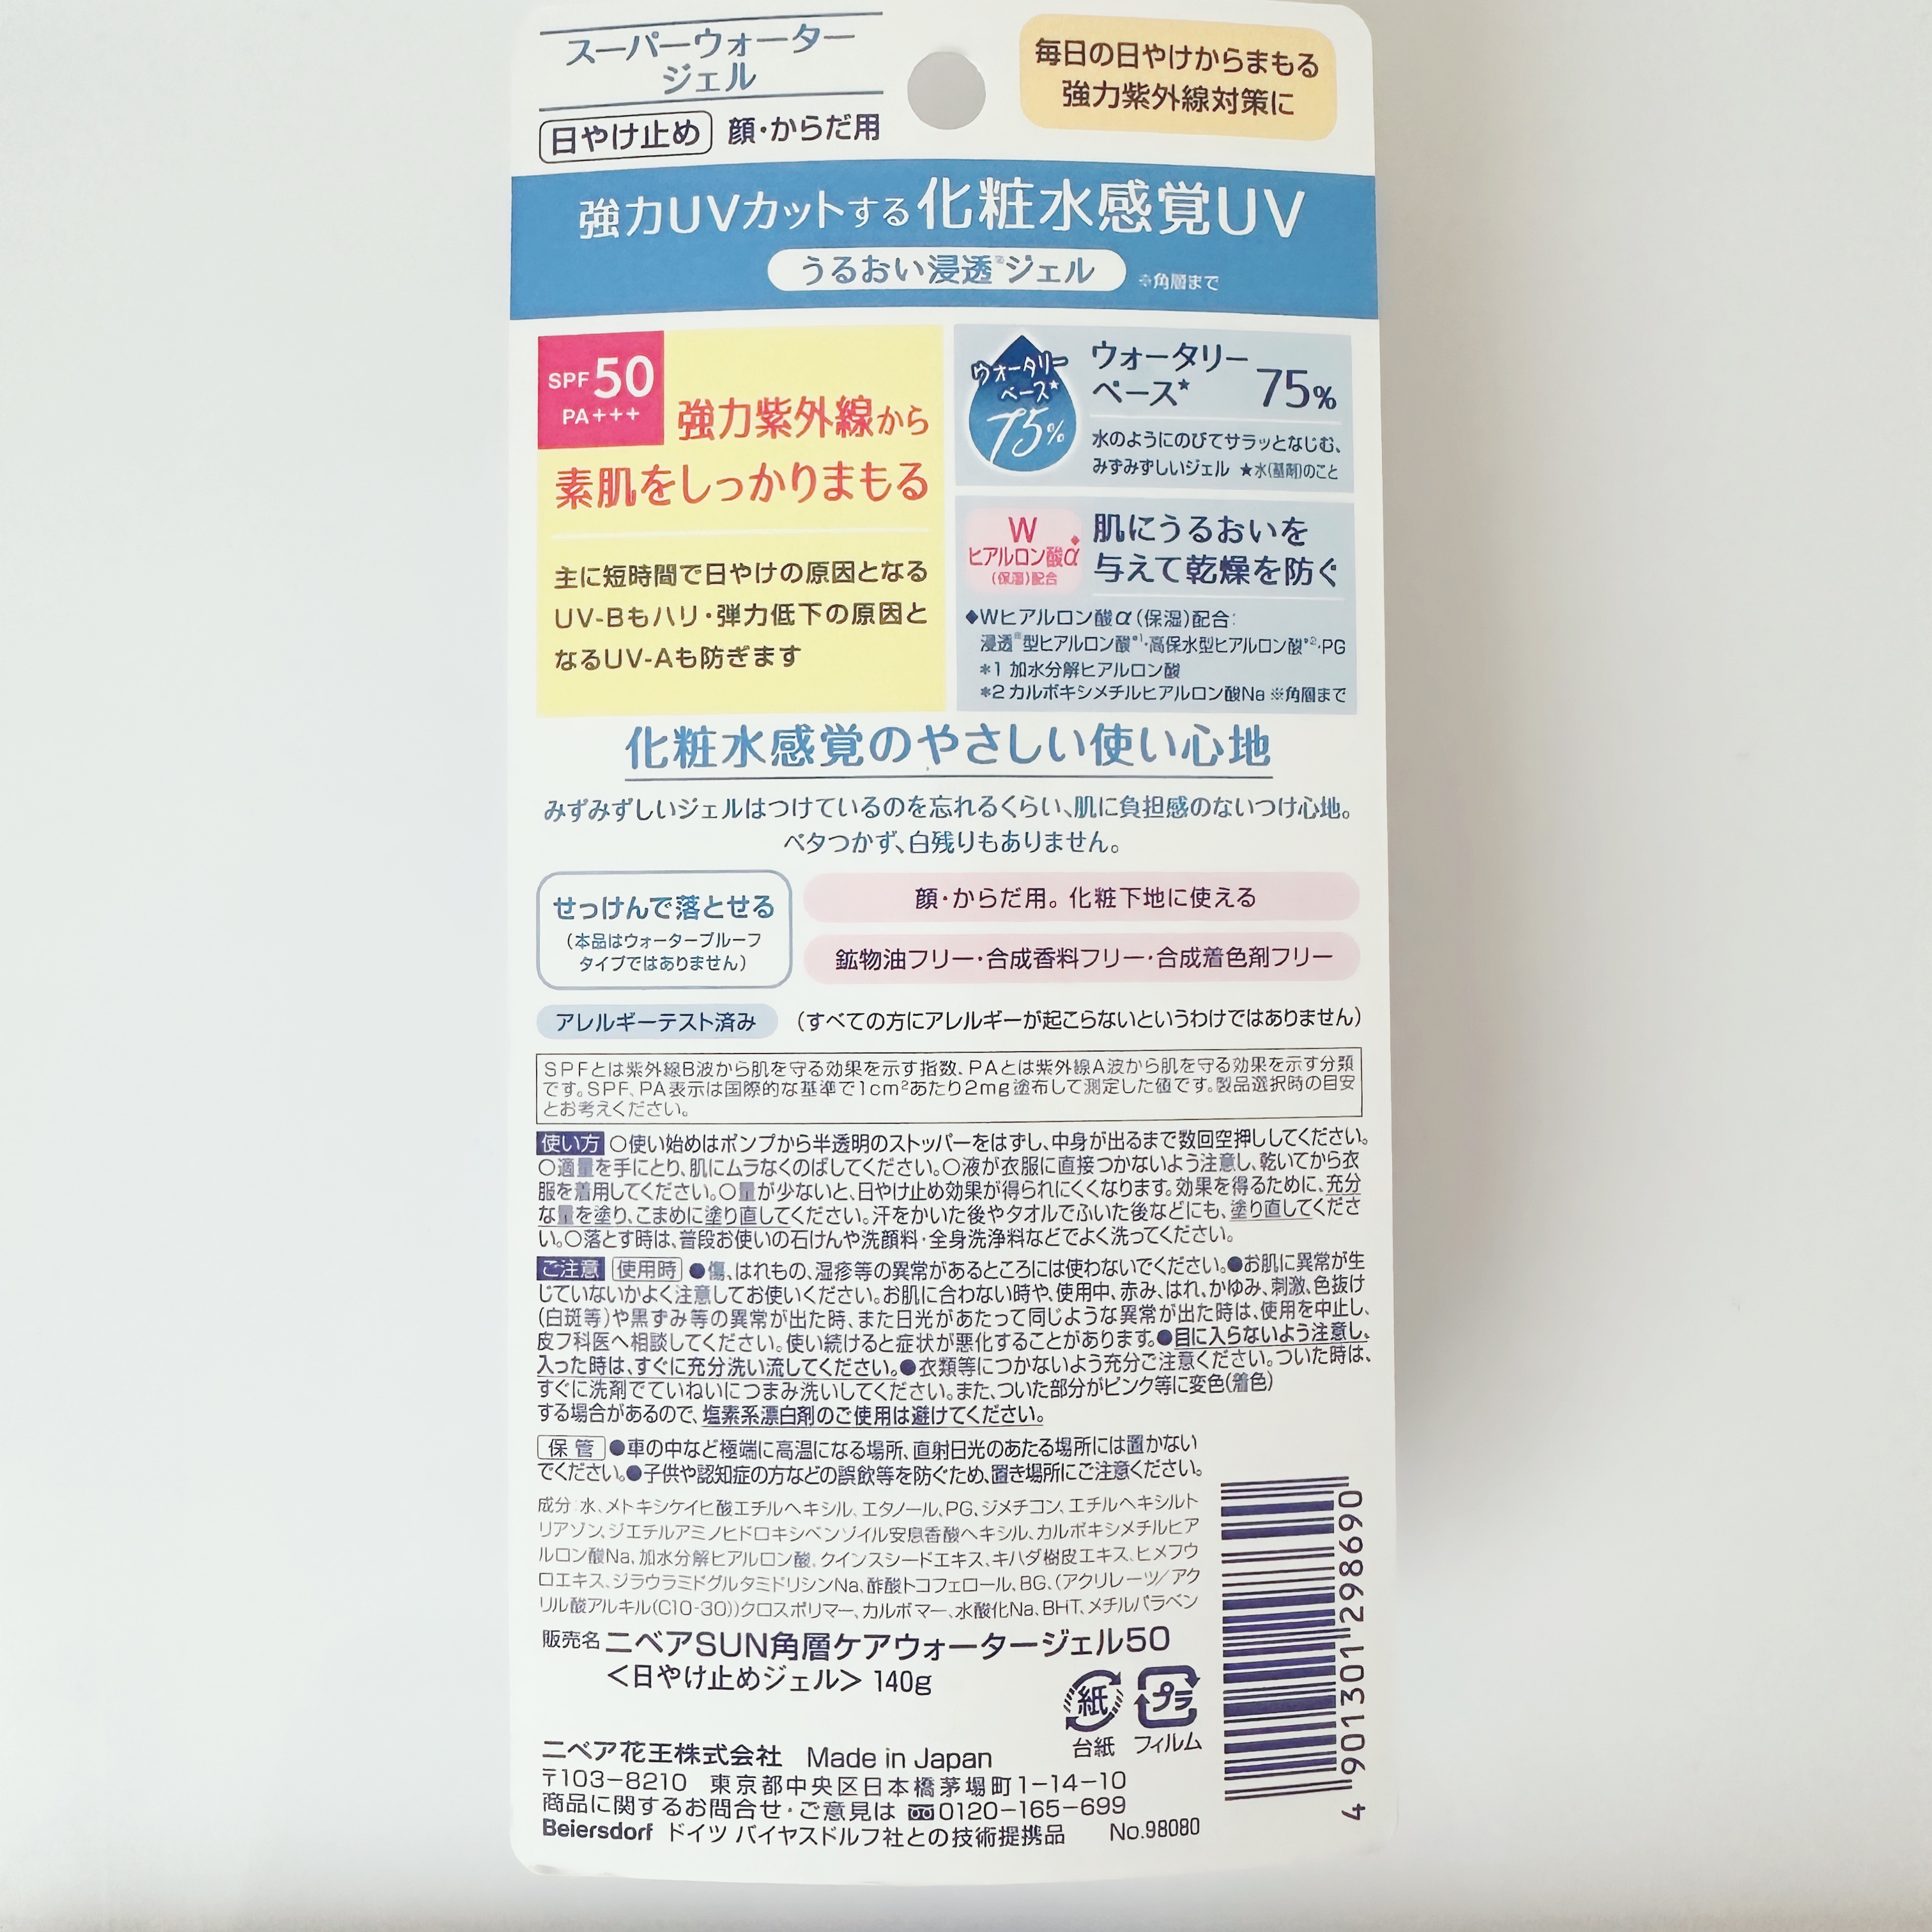 スーパーウォーター
ジェル
日やけ止め 顔・からだ用
毎日の日やけからまもる
強力紫外線対策に
強力UVカットする化粧水感覚UV
うるおい浸透※ジェル ※角層まで
SPF50
PA+++
強力紫外線から
素肌をしっかりまもる
主に短時間で日やけの原因となる
UV-Bもハリ・弾力低下の原因と
なるUV-Aも防ぎます
ウォータリー
ベース★
75%
ウォータリー
ベース★ 75%
水のようにのびてサラッとなじむ、
みずみずしいジェル ★水(基剤)のこと
W
ヒアルロン酸α◆
(保湿)配合
肌にうるおいを
与えて乾燥を防ぐ
◆Wヒアルロン酸α(保湿)配合:
浸透※型ヒアルロン酸*1・高保水型ヒアルロン酸*2・PG
*1 加水分解ヒアルロン酸
*2 カルボキシメチルヒアルロン酸Na ※角層まで
化粧水感覚のやさしい使い心地
みずみずしいジェルはつけているのを忘れるくらい、肌に負担感のないつけ心地。
ベタつかず、白残りもありません。
せっけんで落とせる
(本品はウォータープルーフ
タイプではありません)
顔・からだ用。化粧下地に使える
鉱物油フリー・合成香料フリー・合成着色剤フリー
アレルギーテスト済み (すべての方にアレルギーが起こらないというわけではありません)
SPFとは紫外線B波から肌を守る効果を示す指数、PAとは紫外線A波から肌を守る効果を示す分類
です。SPF、PA表示は国際的な基準で1cm²あたり2mg塗布して測定した値です。製品選択時の目安
とお考えください。
使い方 ○使い始めはポンプから半透明のストッパーをはずし、中身が出るまで数回空押ししてください。
○適量を手にとり、肌にムラなくのばしてください。○液が衣服に直接つかないよう注意し、乾いてから衣
服を着用してください。○量が少ないと、日やけ止め効果が得られにくくなります。効果を得るために、充分
な量を塗り、こまめに塗り直してください。汗をかいた後やタオルでふいた後などにも、塗り直してくださ
い。○落とす時は、普段お使いの石けんや洗顔料・全身洗浄料などでよく洗ってください。
ご注意 使用時 ●傷、はれもの、湿疹等の異常があるところには使わないでください。●お肌に異常が生
じていないかよく注意してお使いください。お肌に合わない時や、使用中、赤み、はれ、かゆみ、刺激、色抜け
(白斑等)や黒ずみ等の異常が出た時、また日光があたって同じような異常が出た時は、使用を中止し、
皮フ科医へ相談してください。使い続けると症状が悪化することがあります。●目に入らないよう注意し、
入った時は、すぐに充分洗い流してください。●衣類等につかないよう充分ご注意ください。ついた時は、
すぐに洗剤でていねいにつまみ洗いしてください。また、ついた部分がピンク等に変色(着色)
する場合があるので、塩素系漂白剤のご使用は避けてください。
保管 ●車の中など極端に高温になる場所、直射日光のあたる場所には置かない
でください。●子供や認知症の方などの誤飲等を防ぐため、置き場所にご注意ください。
成分:水、メトキシケイヒ酸エチルヘキシル、エタノール、PG、ジメチコン、エチルヘキシルト
リアゾン、ジエチルアミノヒドロキシベンゾイル安息香酸ヘキシル、カルボキシメチルヒア
ルロン酸Na、加水分解ヒアルロン酸、クインスシードエキス、キハダ樹皮エキス、ヒメフウ
ロエキス、ジラウラミドグルタミドリシンNa、酢酸トコフェロール、BG、(アクリレーツ/アク
リル酸アルキル(C10-30))クロスポリマー、カルボマー、水酸化Na、BHT、メチルパラベン
販売名 ニベアSUN角層ケアウォータージェル50
<日やけ止めジェル> 140g
紙 プラ
台紙 フィルム
ニベア花王株式会社 Made in Japan
〒103-8210 東京都中央区日本橋茅場町1-14-10
商品に関するお問合せ・ご意見は 0120-165-699
Beiersdorf ドイツ バイヤスドルフ社との技術提携品 No.98080
4 901301 298690